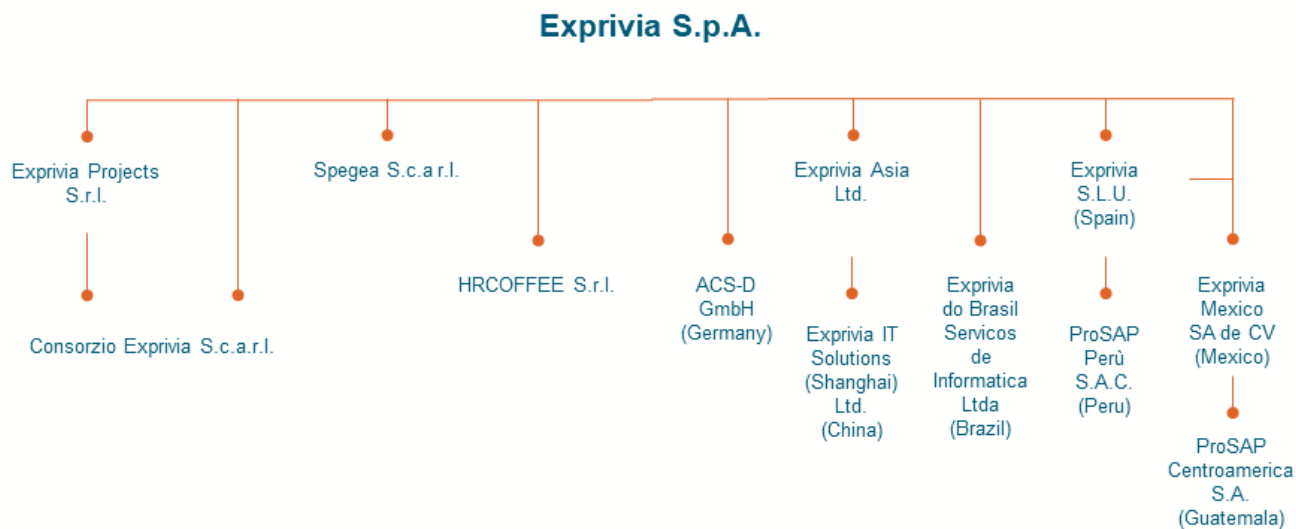 Exprivia S.p.A.
Exprivia Projects
S.r.l.
Spegea S.c.a r.l.
Exprivia Asia
Ltd.
Exprivia
S.L.U.
(Spain)
Consorzio Exprivia S.c.a.r.l.
HRCOFFEE S.r.l.
ACS-D
GmbH
(Germany)
Exprivia IT
Solutions
(Shanghai)
Ltd.
(China)
Exprivia
do Brasil
Servicos
de
Informatica
Ltda
(Brazil)
ProSAP
Perù
S.A.C.
(Peru)
Exprivia
Mexico
SA de CV
(Mexico)
ProSAP
Centroamerica
S.A.
(Guatemala)